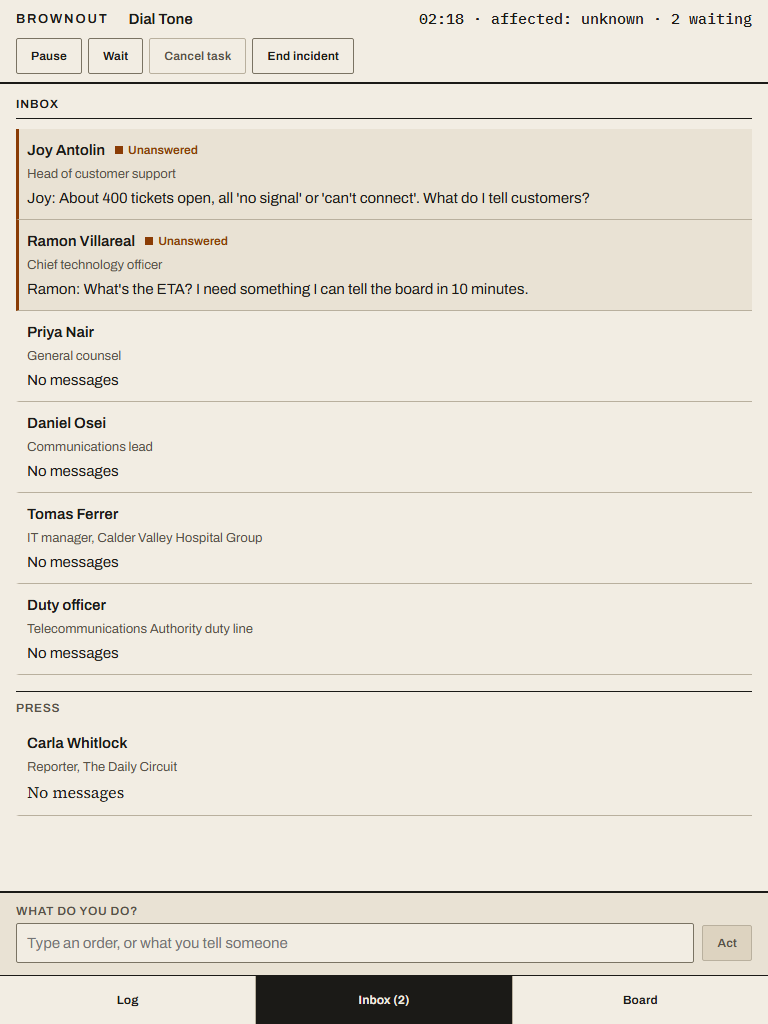 BROWNOUT Dial Tone 02:18 · affected: unknown · 2 waiting
Pause Wait Cancel task End incident
INBOX
Joy Antolin Unanswered
Head of customer support
Joy: About 400 tickets open, all 'no signal' or 'can't connect'. What do I tell customers?
Ramon Villareal Unanswered
Chief technology officer
Ramon: What's the ETA? I need something I can tell the board in 10 minutes.
Priya Nair
General counsel
No messages
Daniel Osei
Communications lead
No messages
Tomas Ferrer
IT manager, Calder Valley Hospital Group
No messages
Duty officer
Telecommunications Authority duty line
No messages
PRESS
Carla Whitlock
Reporter, The Daily Circuit
No messages
WHAT DO YOU DO?
Type an order, or what you tell someone Act
Log Inbox (2) Board